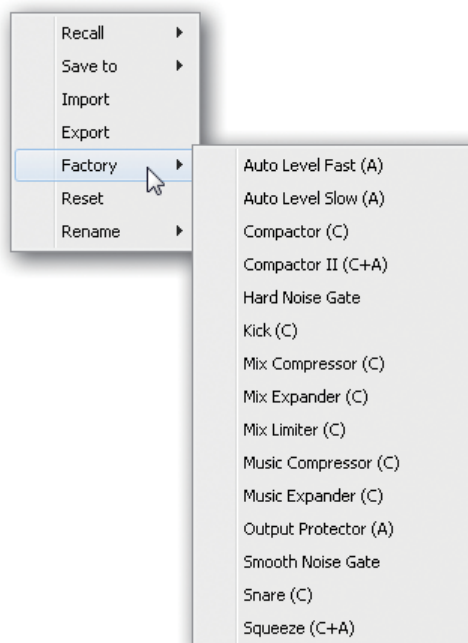 Recall
Save to
Import
Export
Factory
Reset
Rename
Auto Level Fast (A)
Auto Level Slow (A)
Compactor (C)
Compactor II (C+A)
Hard Noise Gate
Kick (C)
Mix Compressor (C)
Mix Expander (C)
Mix Limiter (C)
Music Compressor (C)
Music Expander (C)
Output Protector (A)
Smooth Noise Gate
Snare (C)
Squeeze (C+A)